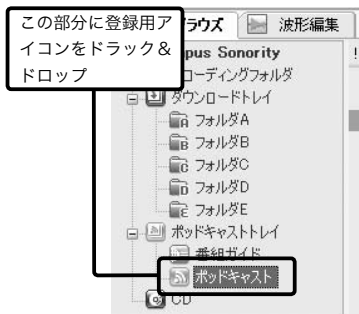 この部分に登録用ア
イコンをドラック＆
ドロップ
ラウズ 波形編集
pus Sonority
コーディングフォルダ
ダウンロードトレイ
フォルダA
フォルダB
フォルダC
フォルダD
フォルダE
ポッドキャストトレイ
番組ガイド
ポッドキャスト
CD